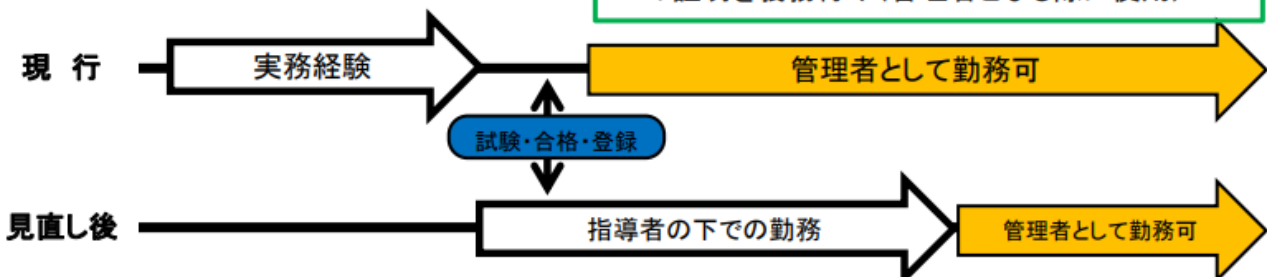 現 行
実務経験
管理者として勤務可
試験・合格・登録
見直し後
指導者の下での勤務
管理者として勤務可